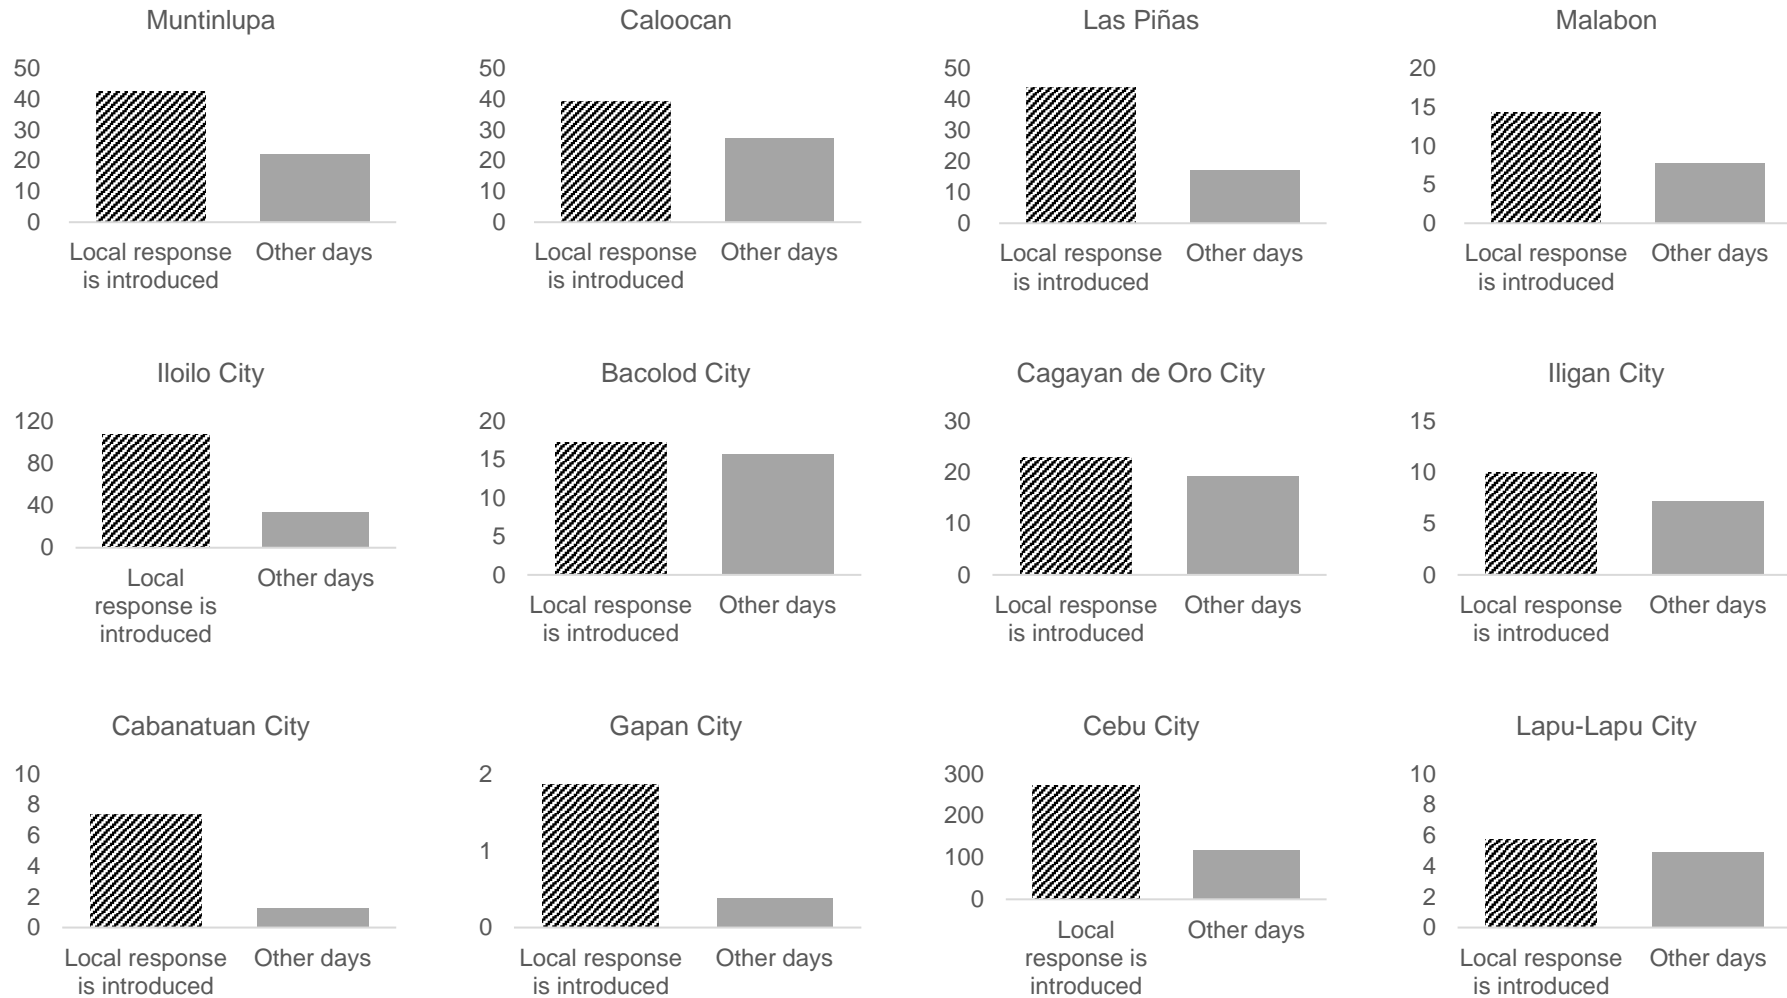 Muntinlupa
50
40
30
20
10
0
Local response
is introduced
Other days
Caloocan
50
40
30
20
10
0
Local response
is introduced
Other days
Las Piñas
50
40
30
20
10
0
Local response
is introduced
Other days
Malabon
20
15
10
5
0
Local response
is introduced
Other days
Iloilo City
120
80
40
0
Local
response is
introduced
Other days
Bacolod City
20
15
10
5
0
Local response
is introduced
Other days
Cagayan de Oro City
30
20
10
0
Local response
is introduced
Other days
Iligan City
15
10
5
0
Local response
is introduced
Other days
Cabanatuan City
10
8
6
4
2
0
Local response
is introduced
Other days
Gapan City
2
1
0
Local response
is introduced
Other days
Cebu City
300
200
100
0
Local
response is
introduced
Other days
Lapu-Lapu City
10
8
6
4
2
0
Local response
is introduced
Other days